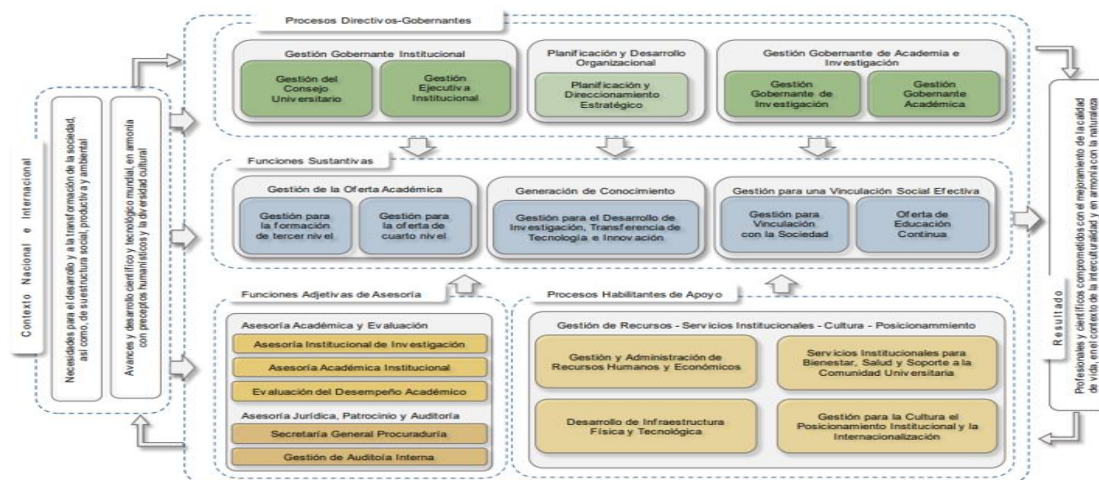 Procesos Directivos-Gobernantes
Gestión Gobernante Institucional
Gestión del
Consejo
Universitario
Gestión
Ejecutiva
Institucional
Planificación y Desarrollo
Organizacional
Planificación y
Direccionamiento
Estratégico
Gestión Gobernante de Academia e
Investigación
Gestión
Gobernante de
Investigación
Gestión
Gobernante
Académica
Contexto Nacional e Internacional
Necesidades para el desarrollo y a la transformación de la sociedad,
así como, de su estructura social, productiva y ambiental
Avances y desarrollo científico y tecnológico mundial, en armonía
con preceptos humanísticos y la diversidad cultural
Funciones Sustantivas
Gestión de la Oferta Académica
Gestión para
la formación
de tercer nivel
Gestión para
la oferta de
cuarto nivel
Generación de Conocimiento
Gestión para el Desarrollo de
Investigación, Transferencia de
Tecnología e Innovación
Gestión para una Vinculación Social Efectiva
Gestión para
Vinculación
con la Sociedad
Oferta de
Educación
Continua
Funciones Adjetivas de Asesoría
Asesoría Académica y Evaluación
Asesoría Institucional de Investigación
Asesoría Académica Institucional
Evaluación del Desempeño Académico
Asesoría Jurídica, Patrocinio y Auditoría
Secretaría General Procuraduría
Gestión de Auditoía Interna
Procesos Habilitantes de Apoyo
Gestión de Recursos - Servicios Institucionales - Cultura - Posicionammiento
Gestión y Administración de
Recursos Humanos y Económicos
Servicios Institucionales para
Bienestar, Salud y Soporte a la
Comunidad Universitaria
Desarrollo de Infraestructura
Física y Tecnológica
Gestión para la Cultura el
Posicionamiento Institucional y la
Internacionalización
Resultado
Profesionales y científicos comprometidos con el mejoramiento de la calidad
de vida, en el contexto de la interculturalidad y en armonía con la naturaleza